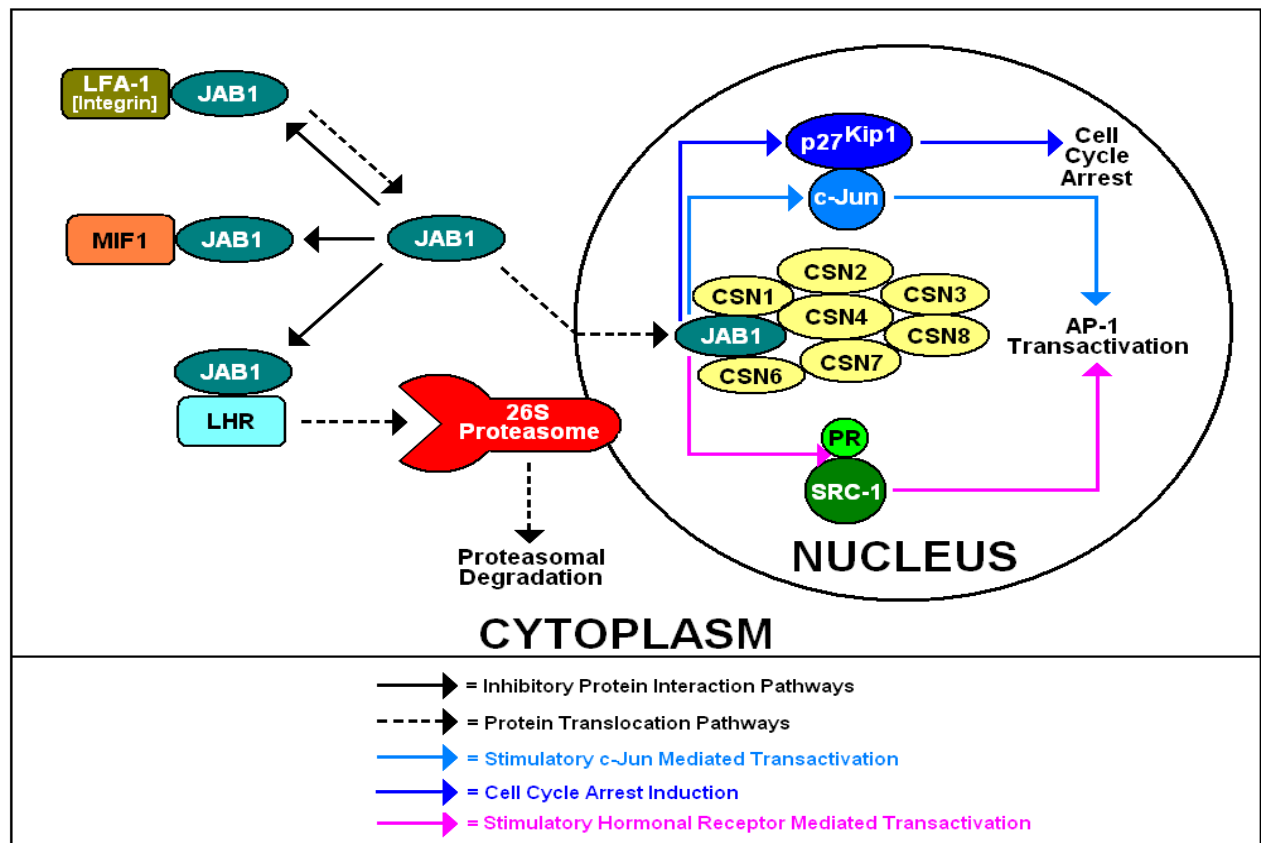 LFA-1
[Integrin]
JAB1
MIF1
JAB1
JAB1
JAB1
LHR
26S
Proteasome
Proteasomal
Degradation
p27Kip1
c-Jun
Cell
Cycle
Arrest
CSN1
CSN2
CSN3
JAB1
CSN4
CSN8
CSN6
CSN7
AP-1
Transactivation
PR
SRC-1
NUCLEUS
CYTOPLASM
= Inhibitory Protein Interaction Pathways
= Protein Translocation Pathways
= Stimulatory c-Jun Mediated Transactivation
= Cell Cycle Arrest Induction
= Stimulatory Hormonal Receptor Mediated Transactivation